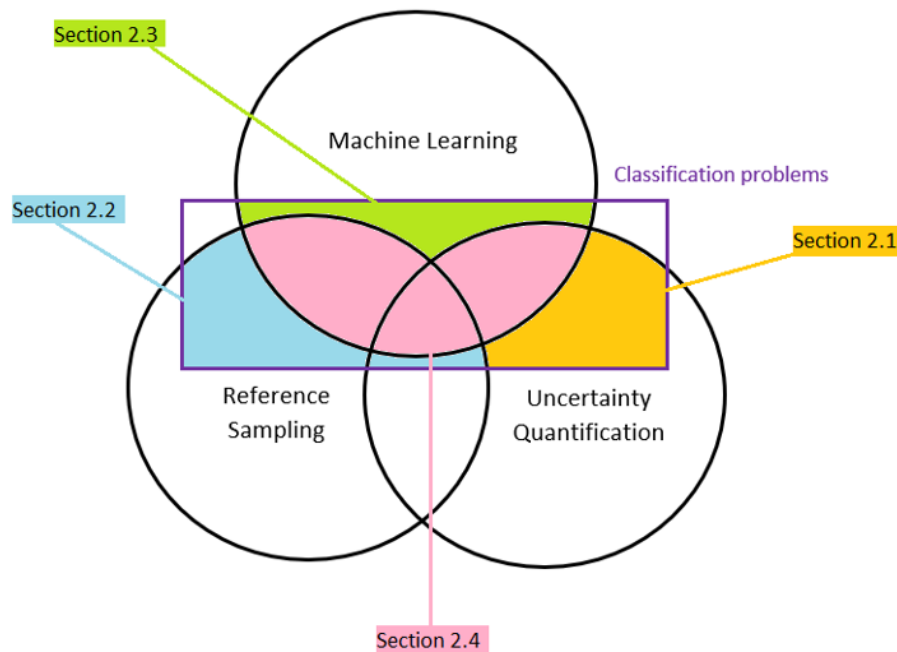 Section 2.3
Machine Learning
Classification problems
Section 2.2
Section 2.1
Reference
Sampling
Uncertainty
Quantification
Section 2.4